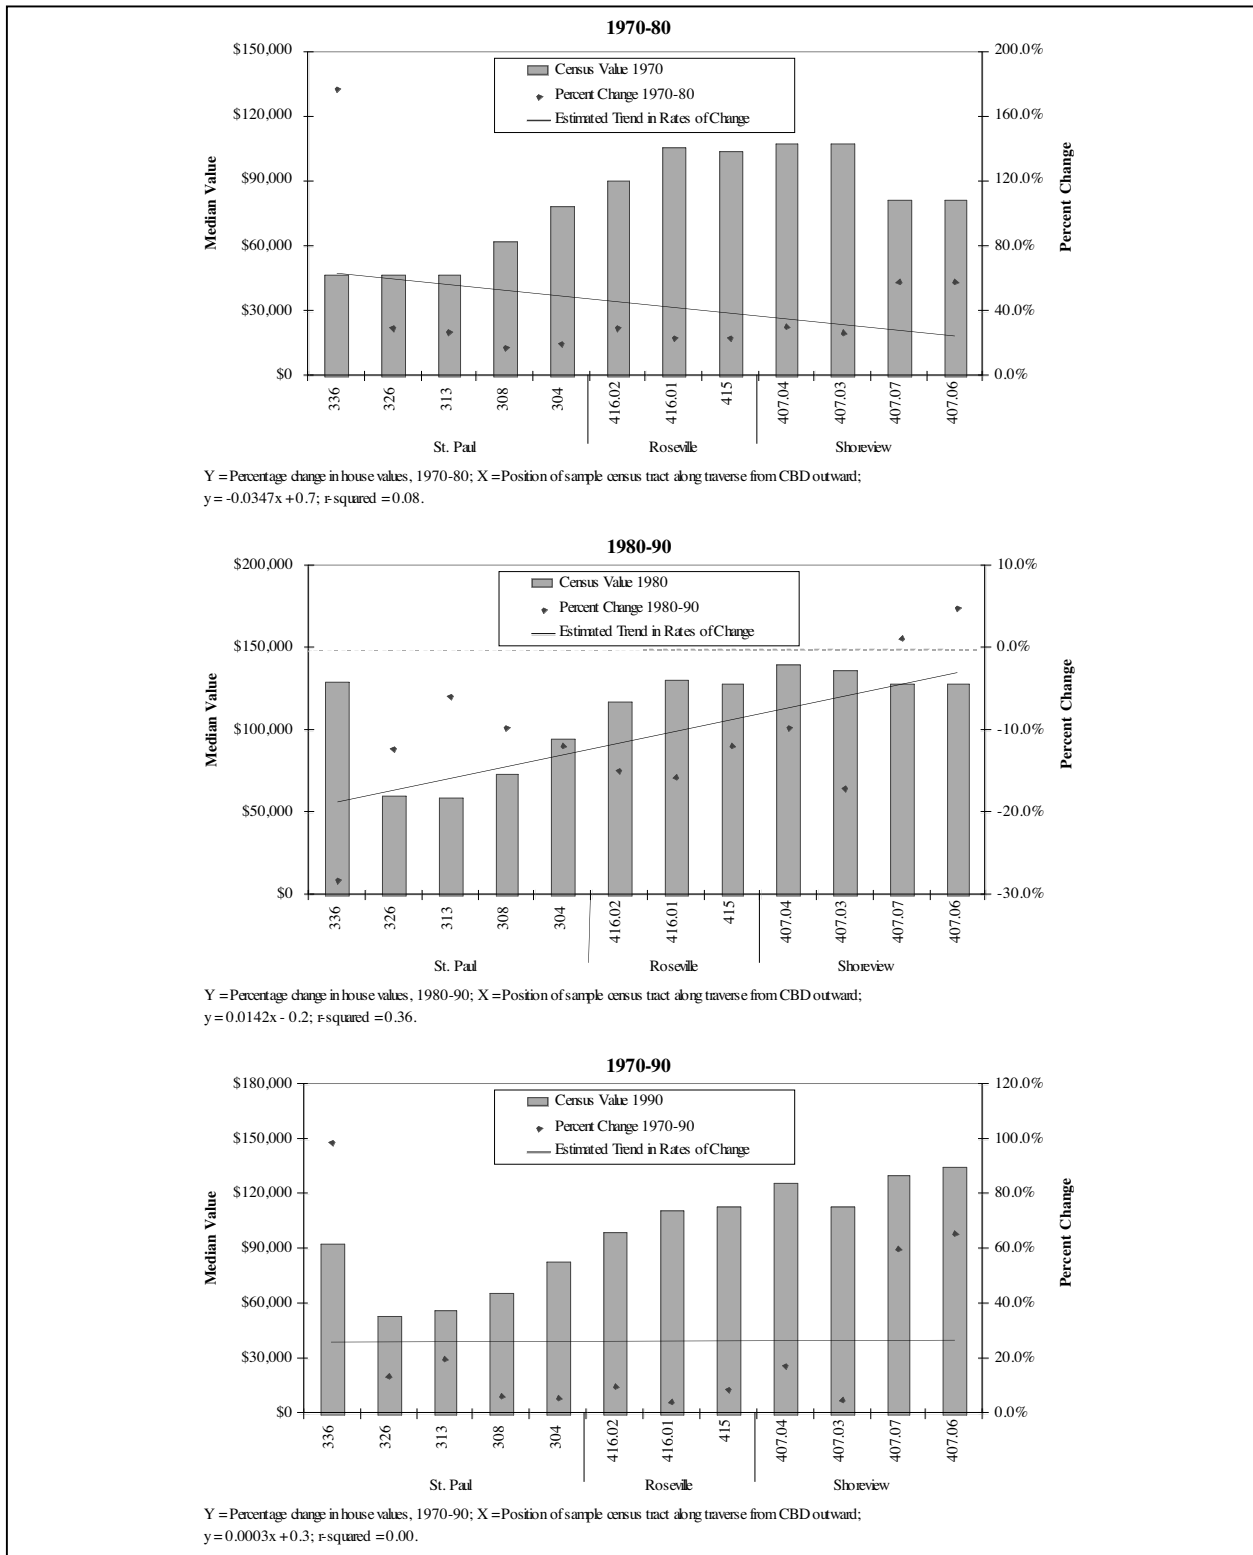 1970-80
$150,000
$120,000
$90,000
$60,000
$30,000
$0
Median Value
Census Value 1970
Percent Change 1970-80
Estimated Trend in Rates of Change
200.0%
160.0%
120.0%
80.0%
40.0%
0.0%
Percent Change
336 326 313 308 304 416.02 416.01 415 407.04 407.03 407.07 407.06
St. Paul Roseville Shoreview
Y = Percentage change in house values, 1970-80; X = Position of sample census tract along traverse from CBD outward;
y = -0.0347x + 0.7; r-squared = 0.08.
1980-90
$200,000
$150,000
$100,000
$50,000
$0
Median Value
Census Value 1980
Percent Change 1980-90
Estimated Trend in Rates of Change
10.0%
0.0%
-10.0%
-20.0%
-30.0%
Percent Change
336 326 313 308 304 416.02 416.01 415 407.04 407.03 407.07 407.06
St. Paul Roseville Shoreview
Y = Percentage change in house values, 1980-90; X = Position of sample census tract along traverse from CBD outward;
y = 0.0142x - 0.2; r-squared = 0.36.
1970-90
$180,000
$150,000
$120,000
$90,000
$60,000
$30,000
$0
Median Value
Census Value 1990
Percent Change 1970-90
Estimated Trend in Rates of Change
120.0%
100.0%
80.0%
60.0%
40.0%
20.0%
0.0%
Percent Change
336 326 313 308 304 416.02 416.01 415 407.04 407.03 407.07 407.06
St. Paul Roseville Shoreview
Y = Percentage change in house values, 1970-90; X = Position of sample census tract along traverse from CBD outward;
y = 0.0003x + 0.3; r-squared = 0.00.